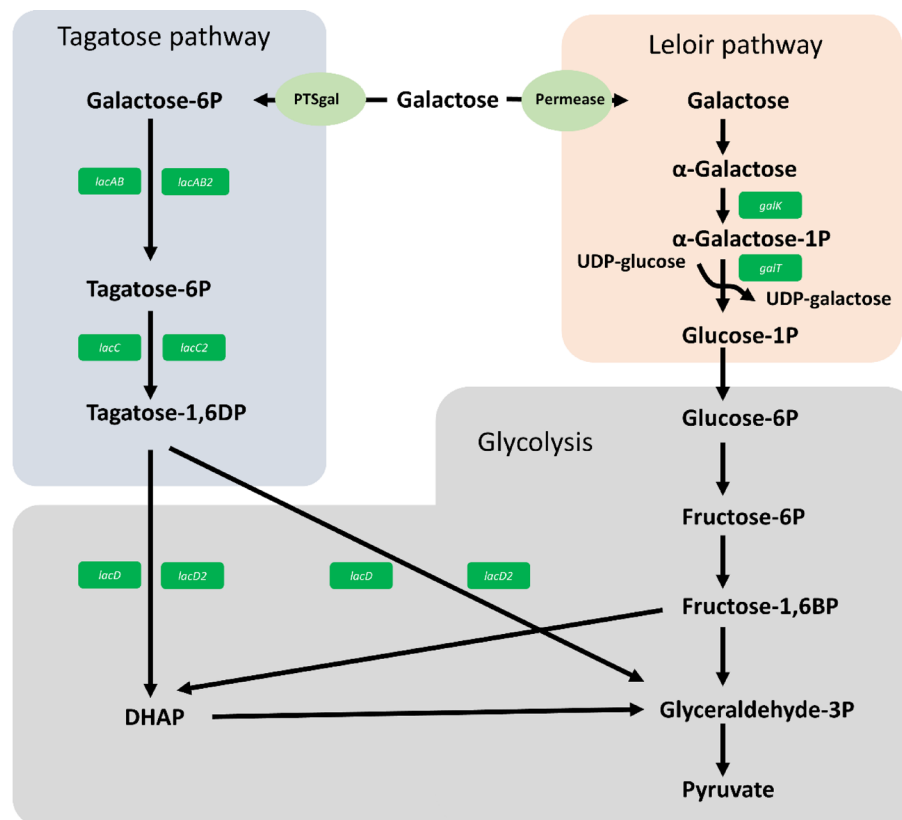 Tagatose pathway
Leloir pathway
Galactose-6P
PTSgal
Galactose
Permease
Galactose
α-Galactose
lacAB
lacAB2
galK
α-Galactose-1P
UDP-glucose
galT
Tagatose-6P
UDP-galactose
lacC
lacC2
Glucose-1P
Tagatose-1,6DP
Glucose-6P
Glycolysis
Fructose-6P
lacD
lacD2
lacD
lacD2
Fructose-1,6BP
DHAP
Glyceraldehyde-3P
Pyruvate